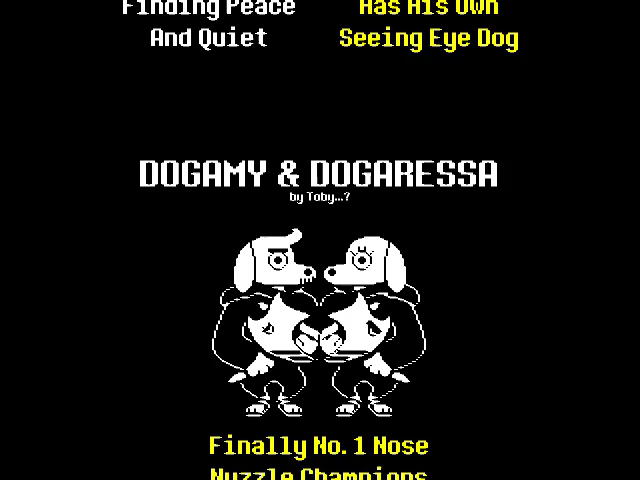 Finding Peace
And Quiet
Has His Own
Seeing Eye Dog
DOGAMY & DOGARESSA
by Toby...?
Finally No. 1 Nose
Nuzzle Champions